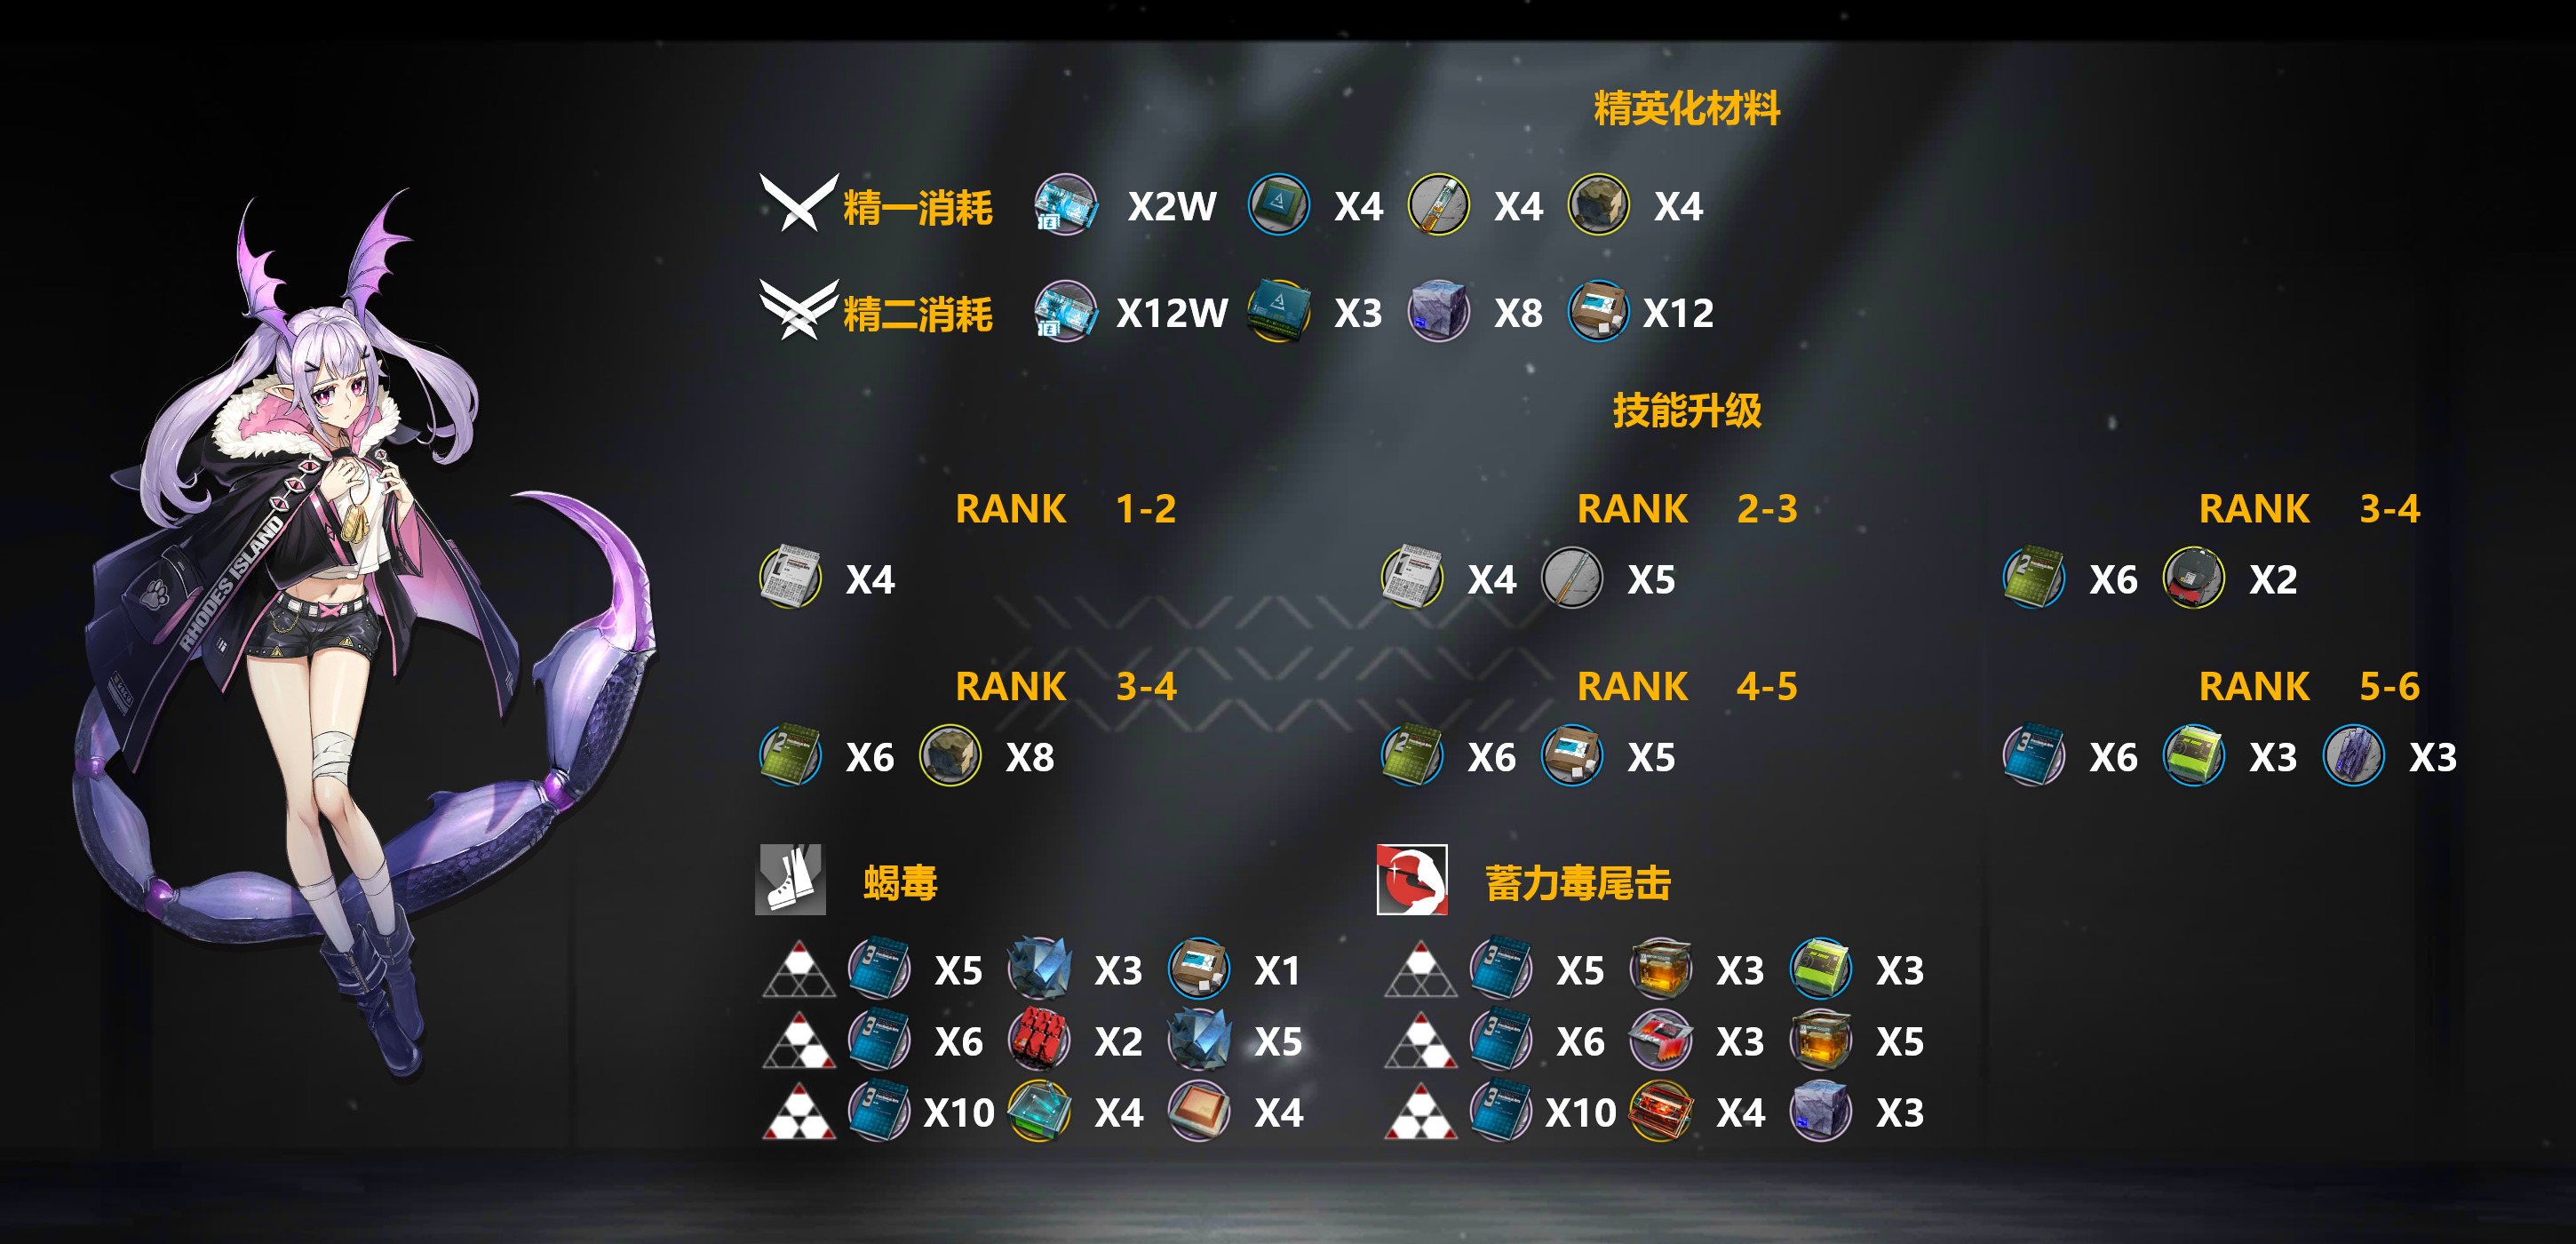 精英化材料
精一消耗 X2W X4 X4 X4
精二消耗 X12W X3 X8 X12
技能升级
RANK 1-2 RANK 2-3 RANK 3-4
X4 X4 X5 X6 X2
RANK 3-4 RANK 4-5 RANK 5-6
X6 X8 X6 X5 X6 X3 X3
蝎毒 蓄力毒尾击
X5 X3 X1 X5 X3 X3
X6 X2 X5 X6 X3 X5
X10 X4 X4 X10 X4 X3
RHODES ISLAND